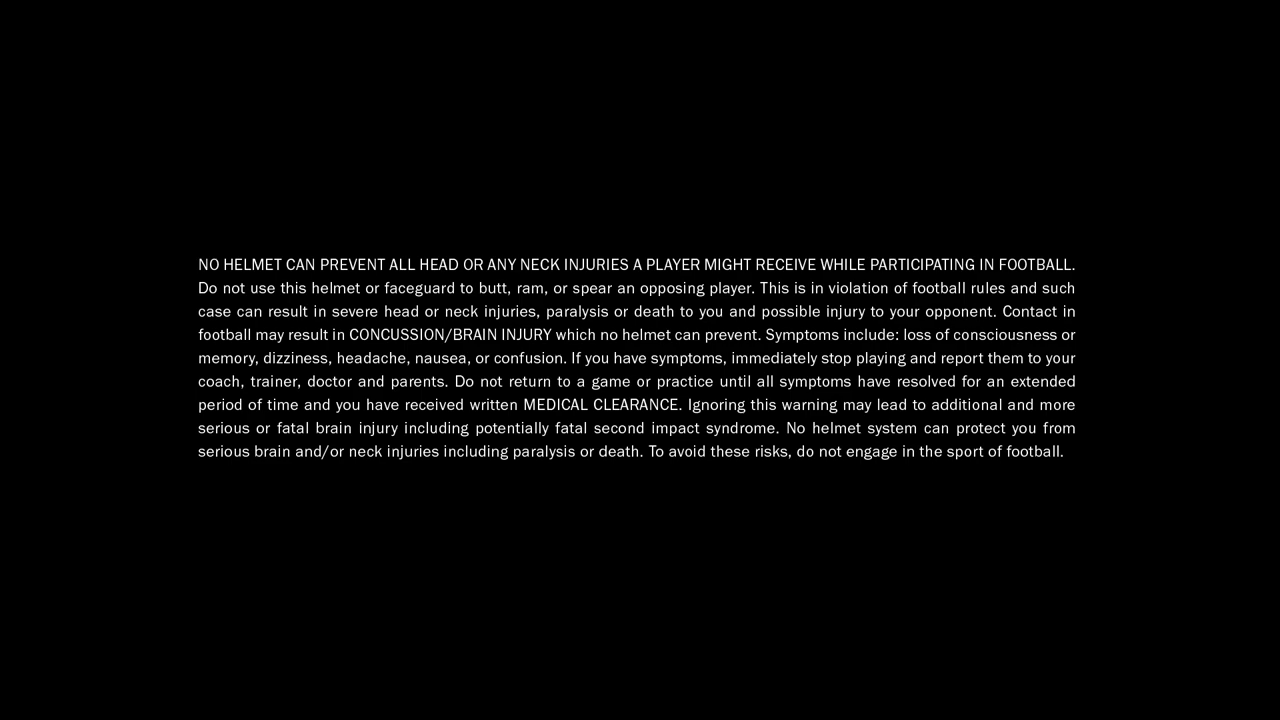 NO HELMET CAN PREVENT ALL HEAD OR ANY NECK INJURIES A PLAYER MIGHT RECEIVE WHILE PARTICIPATING IN FOOTBALL.
Do not use this helmet or faceguard to butt, ram, or spear an opposing player. This is in violation of football rules and such
case can result in severe head or neck injuries, paralysis or death to you and possible injury to your opponent. Contact in
football may result in CONCUSSION/BRAIN INJURY which no helmet can prevent. Symptoms include: loss of consciousness or
memory, dizziness, headache, nausea, or confusion. If you have symptoms, immediately stop playing and report them to your
coach, trainer, doctor and parents. Do not return to a game or practice until all symptoms have resolved for an extended
period of time and you have received written MEDICAL CLEARANCE. Ignoring this warning may lead to additional and more
serious or fatal brain injury including potentially fatal second impact syndrome. No helmet system can protect you from
serious brain and/or neck injuries including paralysis or death. To avoid these risks, do not engage in the sport of football.